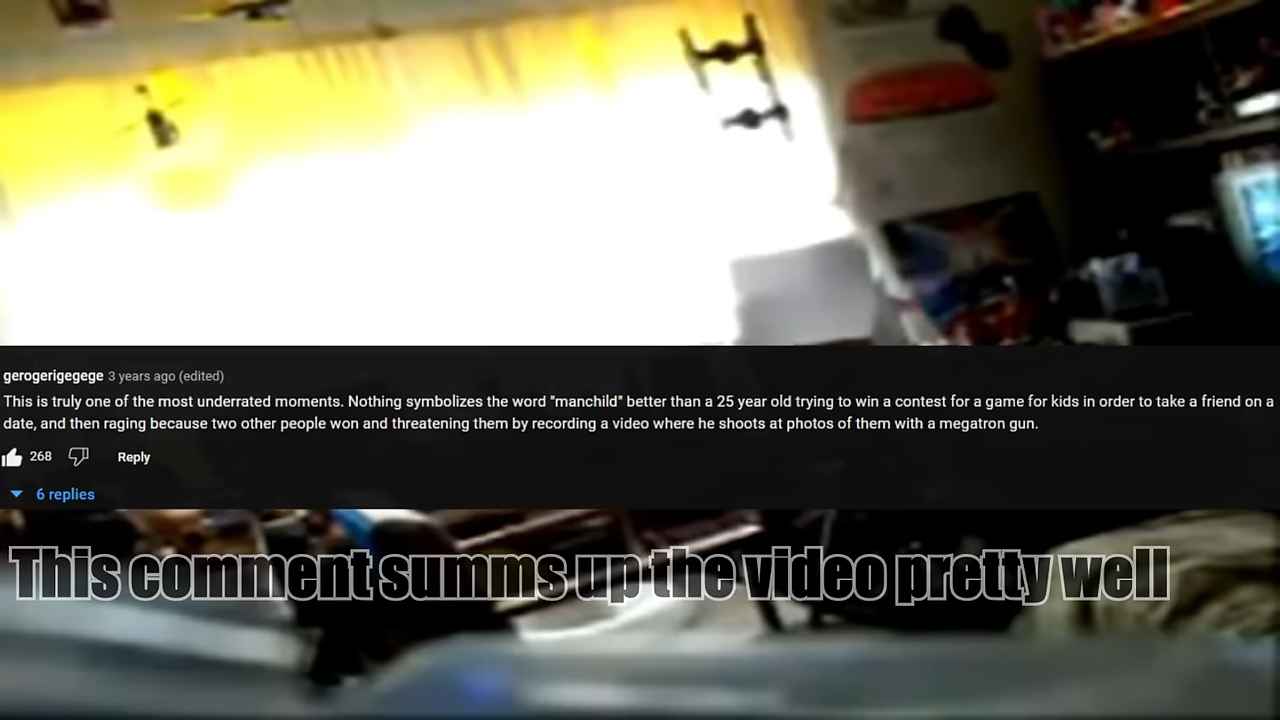 gerogerigegege 3 years ago (edited)
This is truly one of the most underrated moments. Nothing symbolizes the word "manchild" better than a 25 year old trying to win a contest for a game for kids in order to take a friend on a
date, and then raging because two other people won and threatening them by recording a video where he shoots at photos of them with a megatron gun.
268 Reply
6 replies
This comment summs up the video pretty well